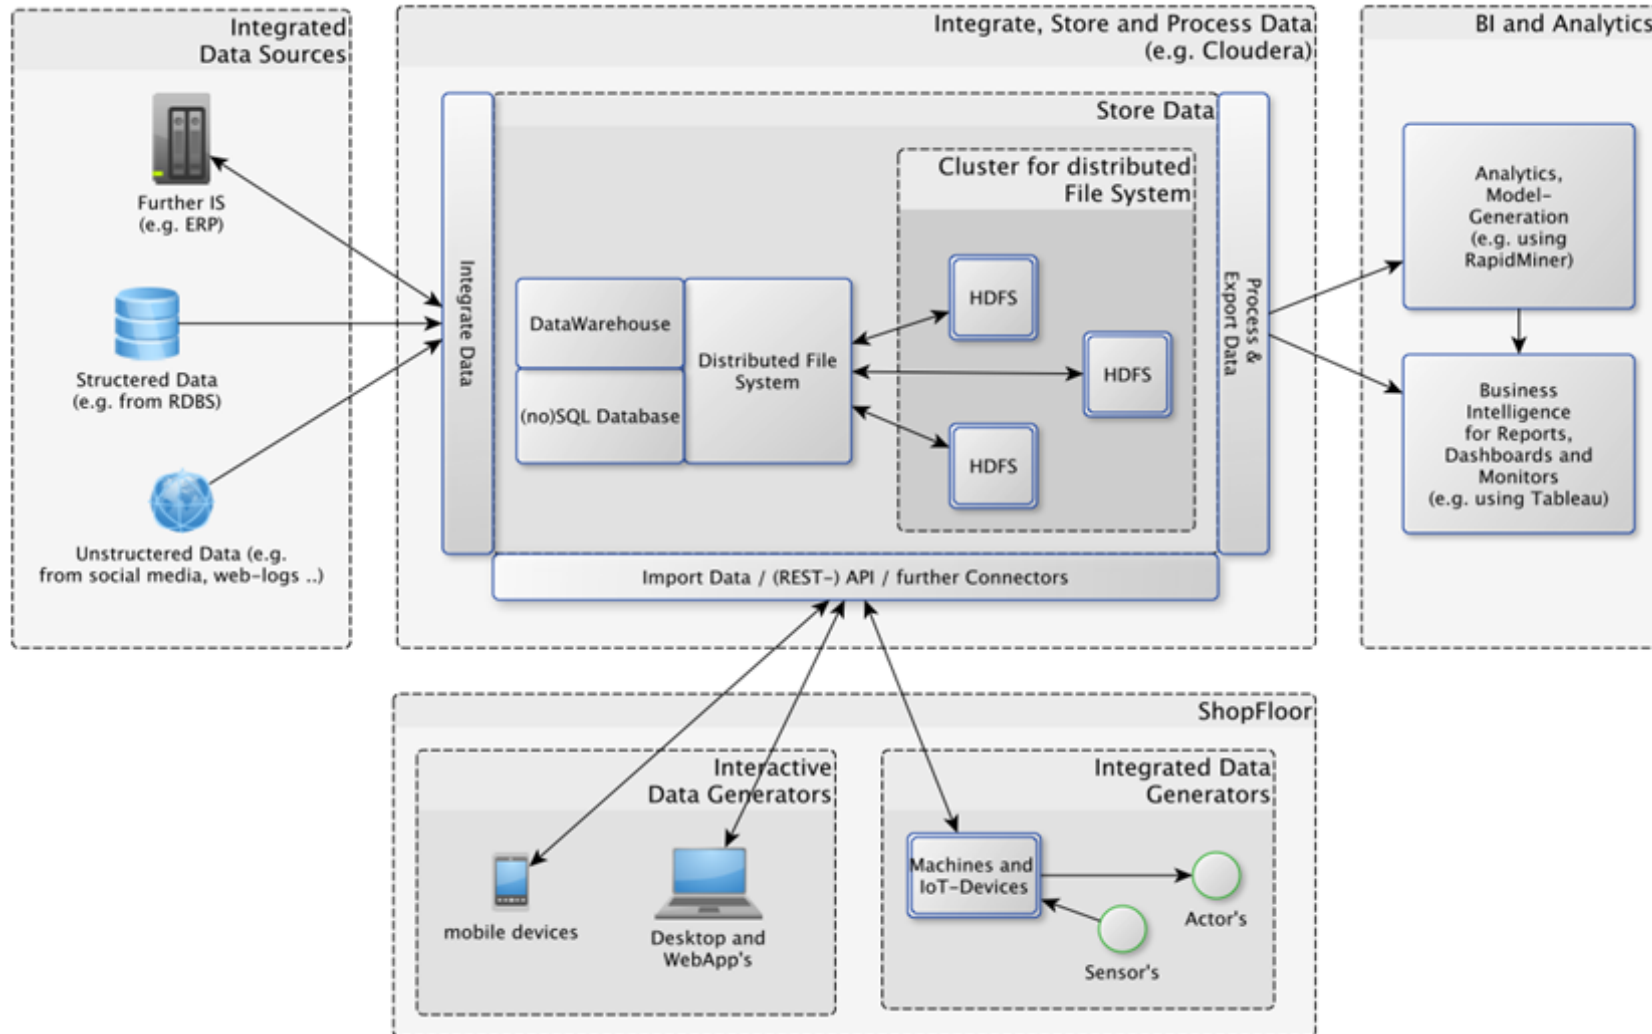 Integrated
Data Sources
Further IS
(e.g. ERP)
Structered Data
(e.g. from RDBS)
Unstructered Data (e.g.
from social media, web-logs ..)
Integrate, Store and Process Data
(e.g. Cloudera)
Integrate Data
Store Data
DataWarehouse
(no)SQL Database
Distributed File
System
Cluster for distributed
File System
HDFS
HDFS
HDFS
Process &
Export Data
Import Data / (REST-) API / further Connectors
BI and Analytics
Analytics,
Model-
Generation
(e.g. using
RapidMiner)
Business
Intelligence
for Reports,
Dashboards and
Monitors
(e.g. using Tableau)
ShopFloor
Interactive
Data Generators
mobile devices
Desktop and
WebApp's
Integrated Data
Generators
Machines and
IoT-Devices
Actor's
Sensor's